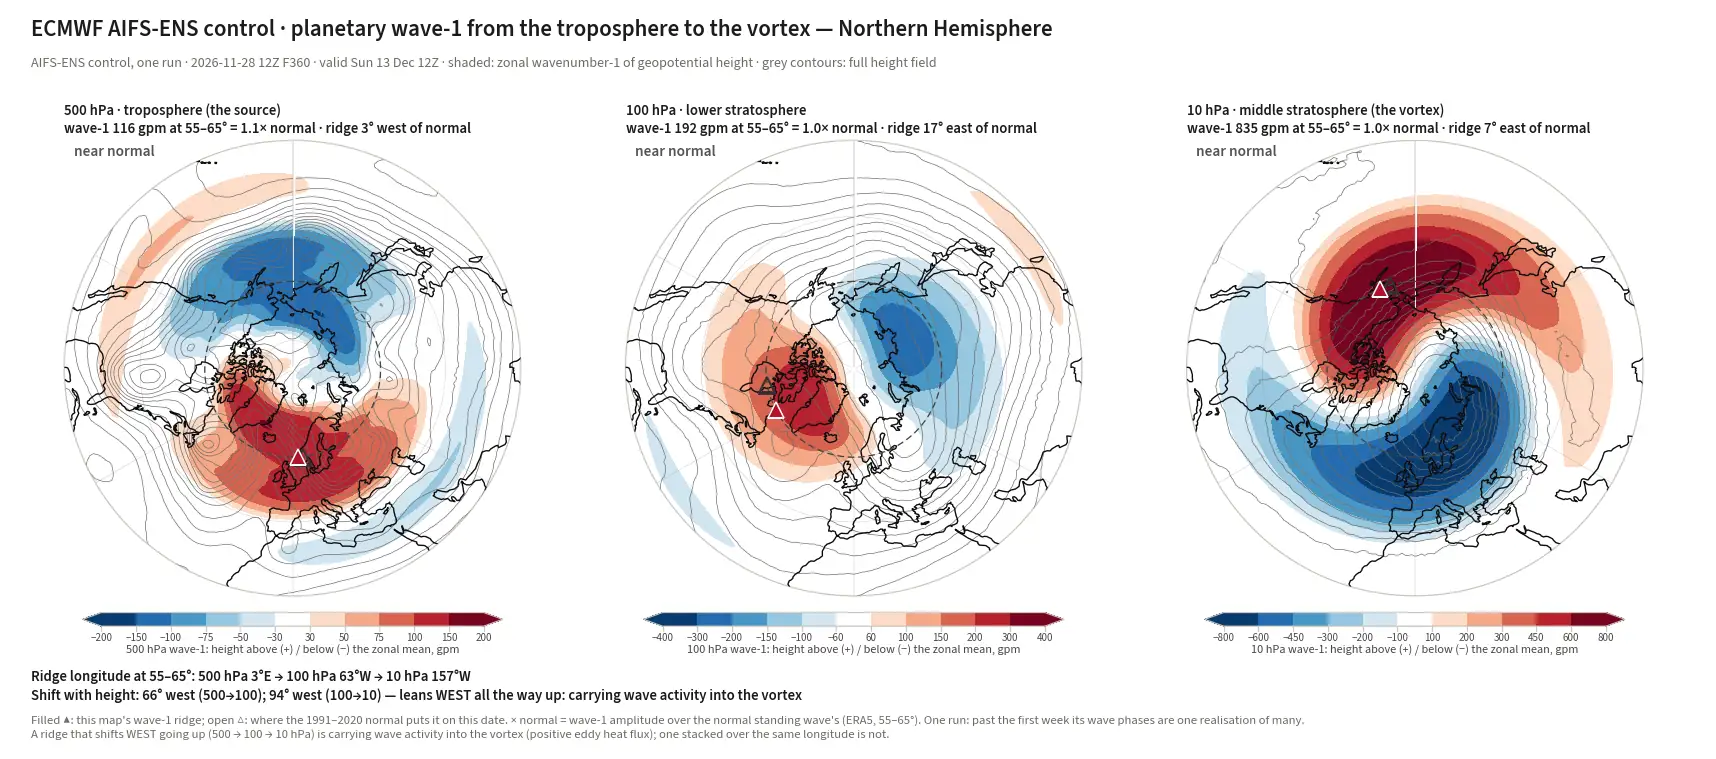 ECMWF AIFS-ENS control · planetary wave-1 from the troposphere to the vortex — Northern Hemisphere
AIFS-ENS control, one run · 2026-11-28 12Z F360 · valid Sun 13 Dec 12Z · shaded: zonal wavenumber-1 of geopotential height · grey contours: full height field
500 hPa · troposphere (the source)
wave-1 116 gpm at 55–65° = 1.1× normal · ridge 3° west of normal
near normal
100 hPa · lower stratosphere
wave-1 192 gpm at 55–65° = 1.0× normal · ridge 17° east of normal
near normal
10 hPa · middle stratosphere (the vortex)
wave-1 835 gpm at 55–65° = 1.0× normal · ridge 7° east of normal
near normal
−200 −150 −100 −75 −50 −30 30 50 75 100 150 200
500 hPa wave-1: height above (+) / below (−) the zonal mean, gpm
−400 −300 −200 −150 −100 −60 60 100 150 200 300 400
100 hPa wave-1: height above (+) / below (−) the zonal mean, gpm
−800 −600 −450 −300 −200 −100 100 200 300 450 600 800
10 hPa wave-1: height above (+) / below (−) the zonal mean, gpm
Ridge longitude at 55–65°: 500 hPa 3°E → 100 hPa 63°W → 10 hPa 157°W
Shift with height: 66° west (500→100); 94° west (100→10) — leans WEST all the way up: carrying wave activity into the vortex
Filled ▲: this map's wave-1 ridge; open △: where the 1991–2020 normal puts it on this date. × normal = wave-1 amplitude over the normal standing wave's (ERA5, 55–65°). One run: past the first week its wave phases are one realisation of many.
A ridge that shifts WEST going up (500 → 100 → 10 hPa) is carrying wave activity into the vortex (positive eddy heat flux); one stacked over the same longitude is not.